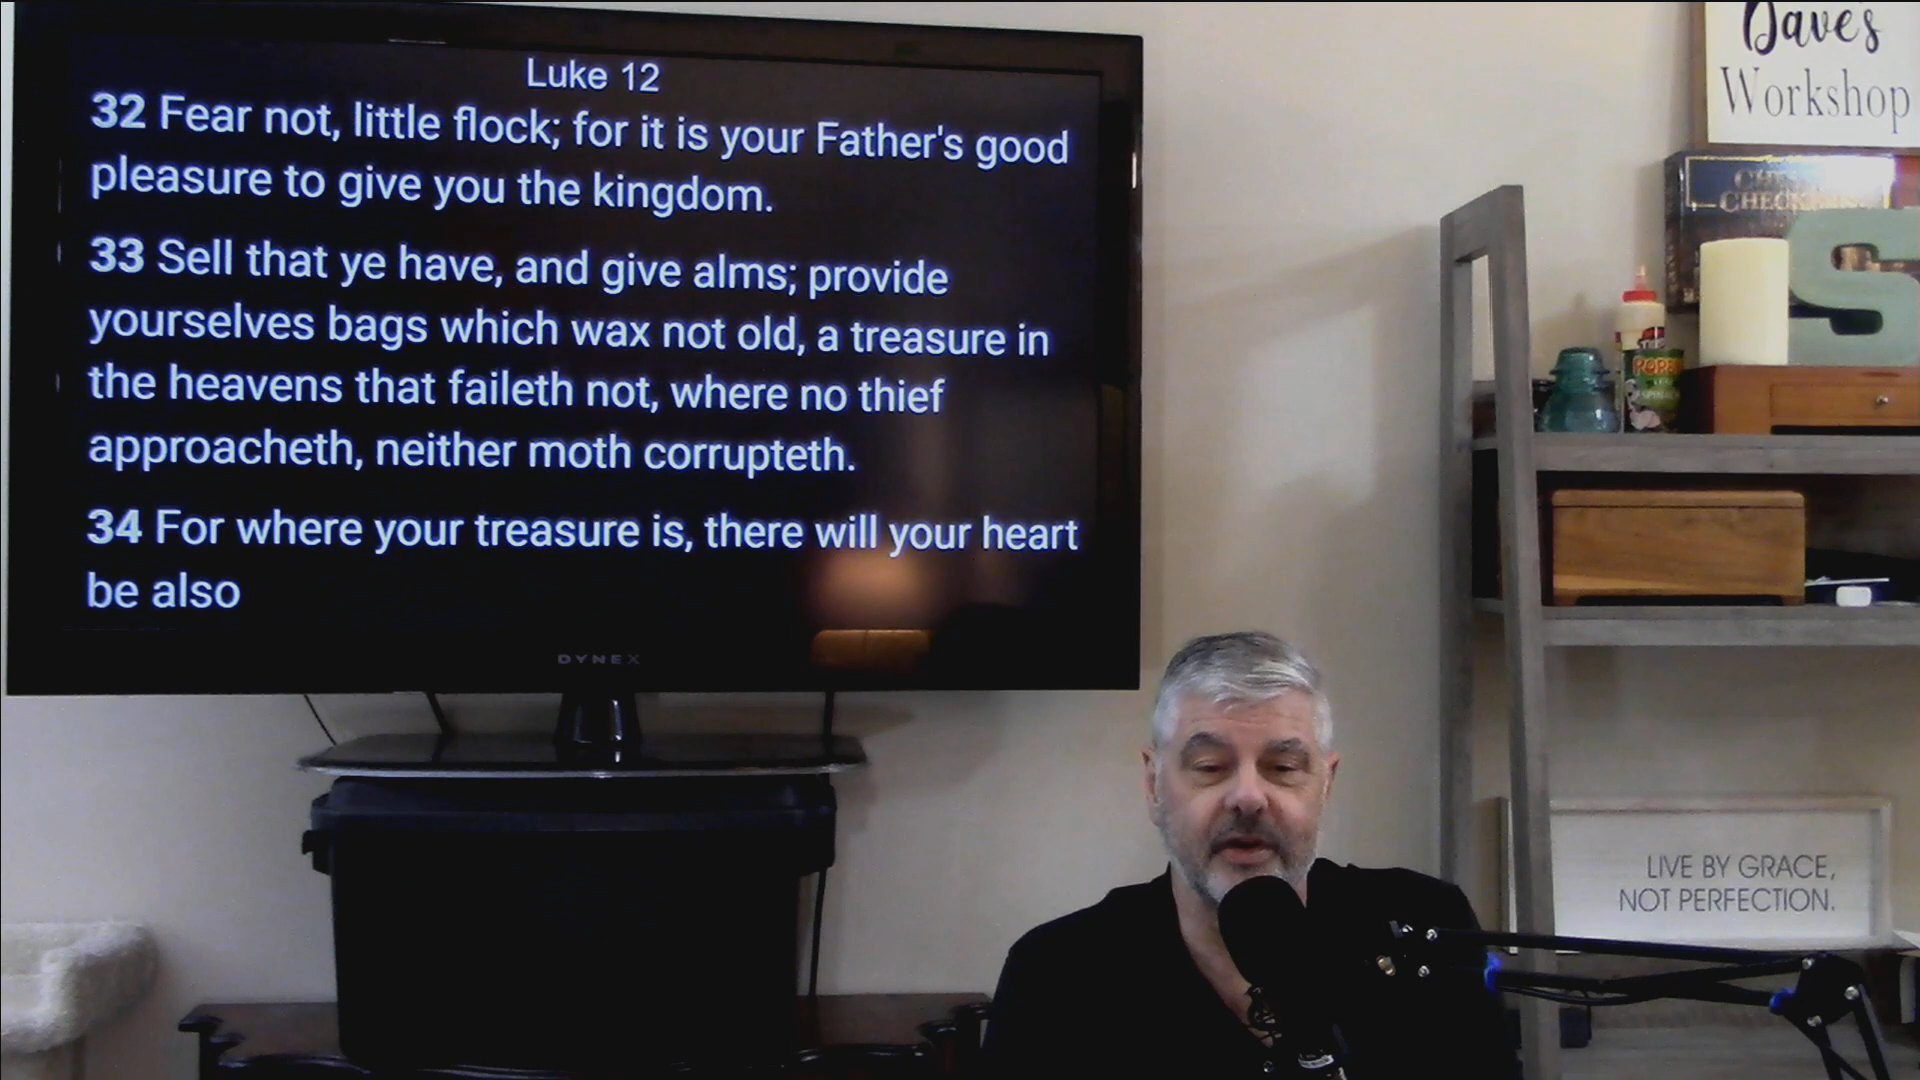 Luke 12
32 Fear not, little flock; for it is your Father's good
pleasure to give you the kingdom.
33 Sell that ye have, and give alms; provide
yourselves bags which wax not old, a treasure in
the heavens that faileth not, where no thief
approacheth, neither moth corrupteth.
34 For where your treasure is, there will your heart
be also
DYNEX
Dave's
Workshop
S
LIVE BY GRACE,
NOT PERFECTION.